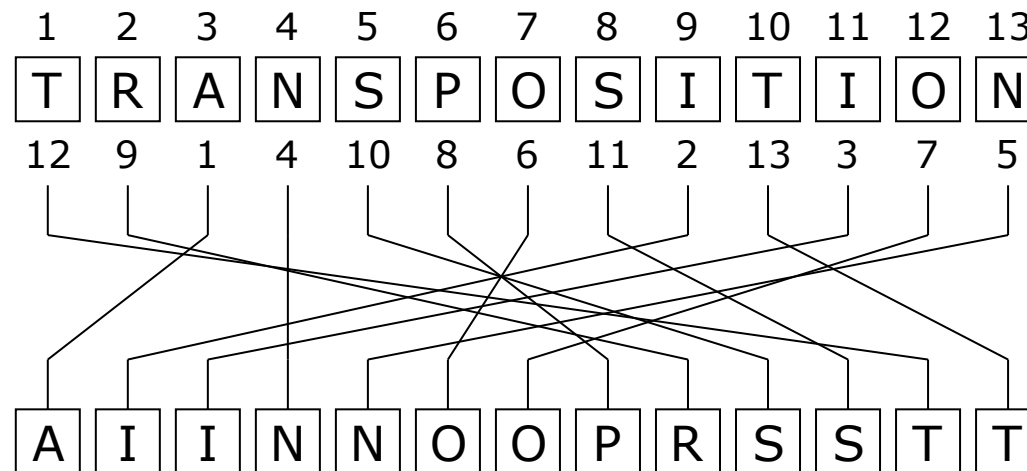 1 2 3 4 5 6 7 8 9 10 11 12 13
T R A N S P O S I T I O N
12 9 1 4 10 8 6 11 2 13 3 7 5
A I I N N O O P R S S T T